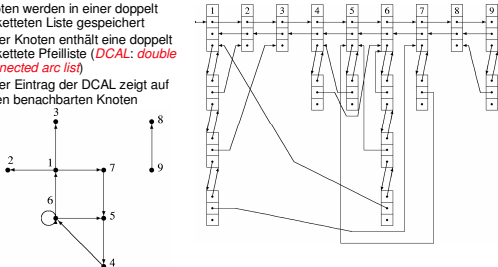 oten werden in einer doppelt
ketteten Liste gespeichert
er Knoten enthält eine doppelt
kettete Pfeilliste (DCAL: double
nnected arc list)
er Eintrag der DCAL zeigt auf
en benachbarten Knoten
3
8
2
1
7
9
6
5
4
1 2 3 4 5 6 7 8 9